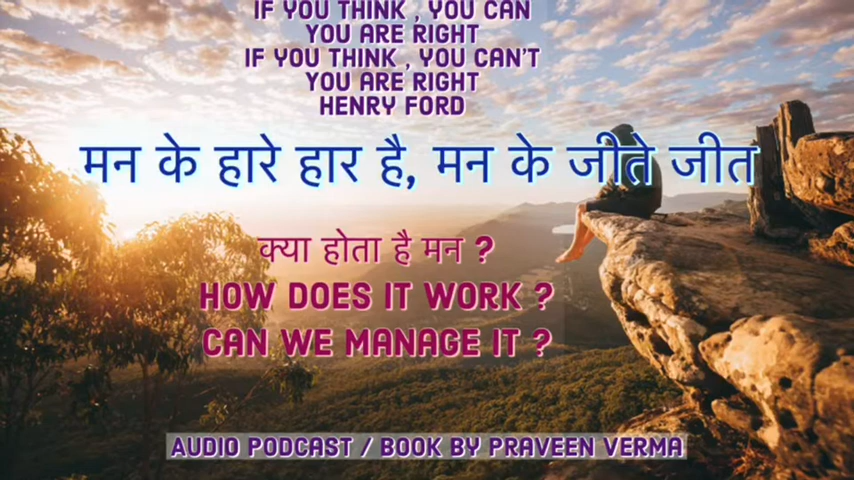 IF YOU THINK , YOU CAN
YOU ARE RIGHT
IF YOU THINK , YOU CAN'T
YOU ARE RIGHT
HENRY FORD
मन के हारे हार है, मन के जीते जीत
क्या होता है मन ?
HOW DOES IT WORK ?
CAN WE MANAGE IT ?
AUDIO PODCAST / BOOK BY PRAVEEN VERMA